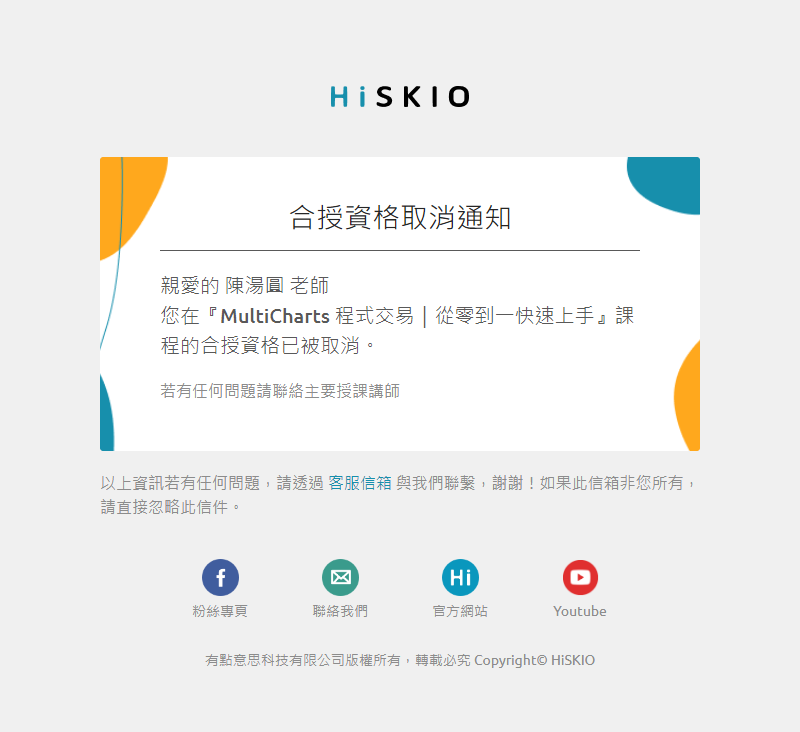 HiSKIO
合授資格取消通知
親愛的 陳湯圓 老師
您在『MultiCharts 程式交易｜從零到一快速上手』課
程的合授資格已被取消。
若有任何問題請聯絡主要授課講師
以上資訊若有任何問題，請透過 客服信箱 與我們聯繫，謝謝！如果此信箱非您所有，
請直接忽略此信件。
Hi
粉絲專頁 聯絡我們 官方網站 Youtube
有點意思科技有限公司版權所有，轉載必究 Copyright© HiSKIO